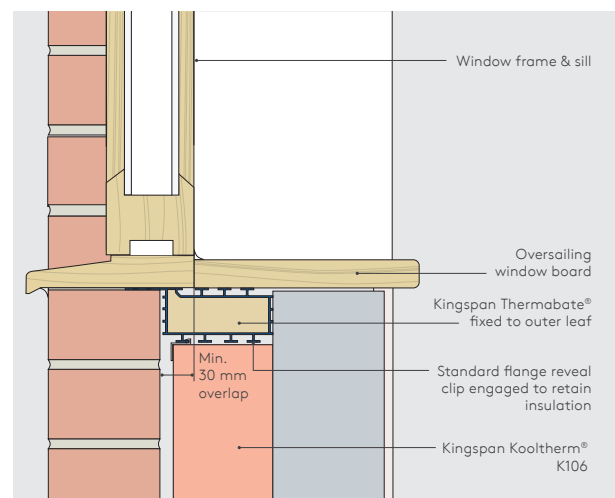 Window frame & sill
Oversailing
window board
Kingspan Thermabate®
fixed to outer leaf
Min.
30 mm
overlap
Standard flange reveal
clip engaged to retain
insulation
Kingspan Kooltherm®
K106